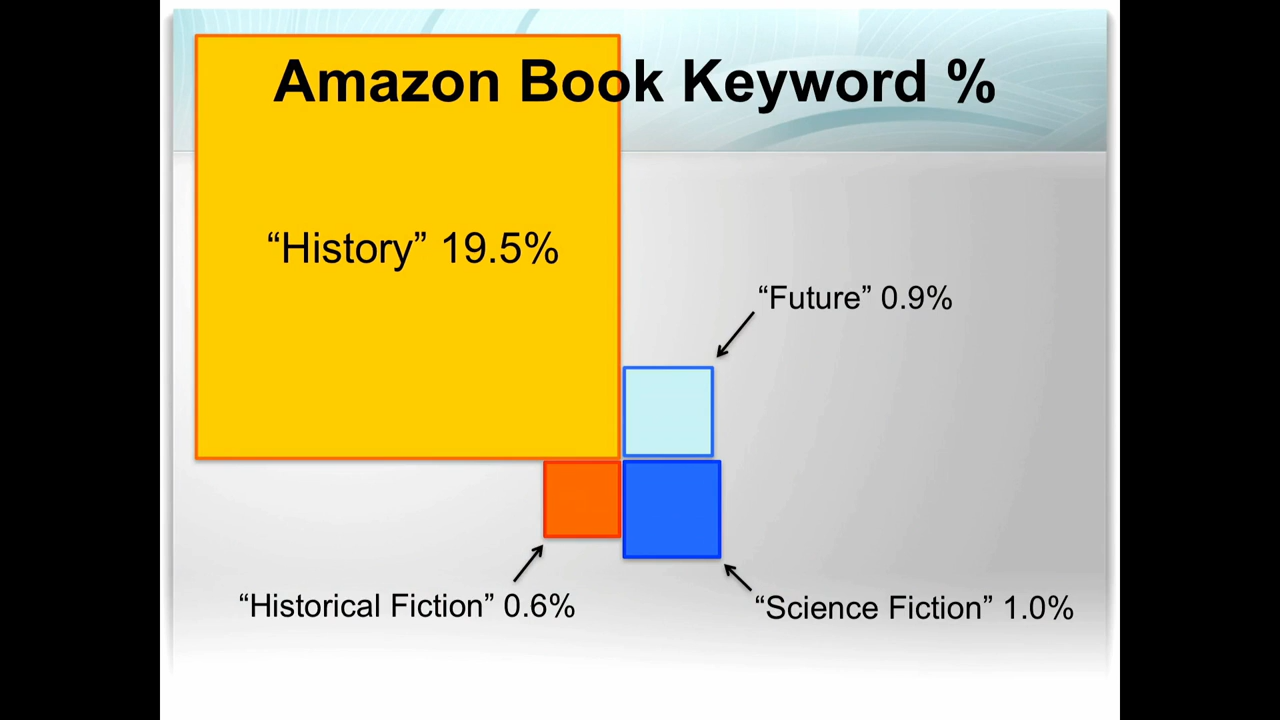 Amazon Book Keyword %
“History” 19.5%
“Future” 0.9%
“Historical Fiction” 0.6%
“Science Fiction” 1.0%